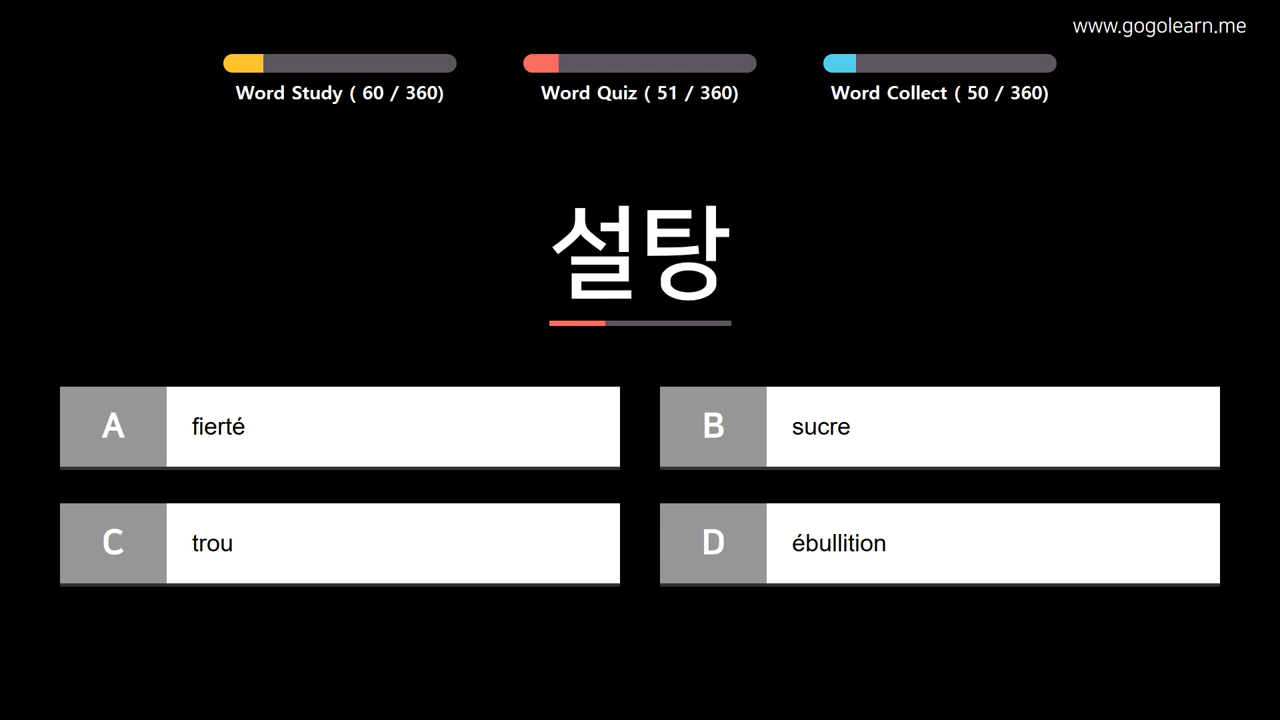 www.gogolearn.me
Word Study ( 60 / 360)
Word Quiz ( 51 / 360)
Word Collect ( 50 / 360)
설탕
A fierté
B sucre
C trou
D ébullition